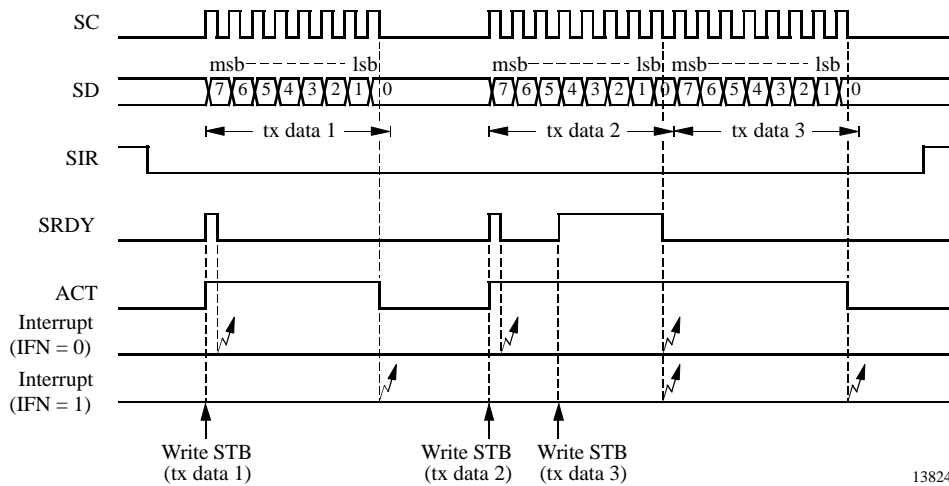 SC
msb lsb msb lsb msb lsb
SD 7 6 5 4 3 2 1 0 7 6 5 4 3 2 1 0 7 6 5 4 3 2 1 0
tx data 1 tx data 2 tx data 3
SIR
SRDY
ACT
Interrupt
(IFN = 0)
Interrupt
(IFN = 1)
Write STB Write STB Write STB
(tx data 1) (tx data 2) (tx data 3)
13824